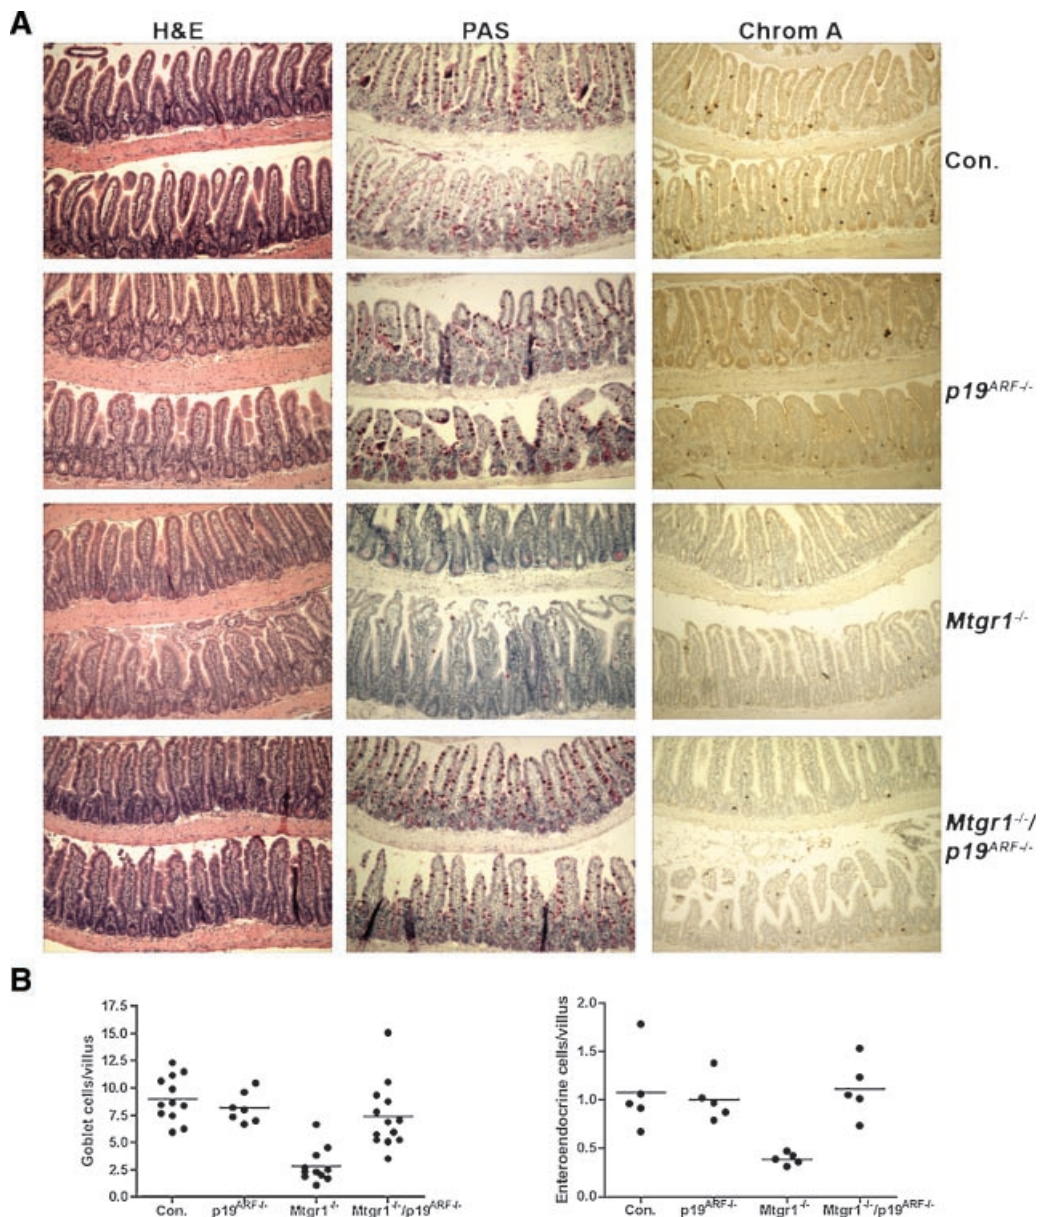 A
H&E PAS Chrom A
Con.
p19ARF-/-
Mtgr1-/-
Mtgr1-/-/
p19ARF-/-
B
Goblet cells/villus
17.5
15.0
12.5
10.0
7.5
5.0
2.5
0.0
Con. p19ARF-/- Mtgr1-/- Mtgr1-/-/p19ARF-/-
Enteroendocrine cells/villus
2.0
1.5
1.0
0.5
0.0
Con. p19ARF-/- Mtgr1-/- Mtgr1-/-/p19ARF-/-